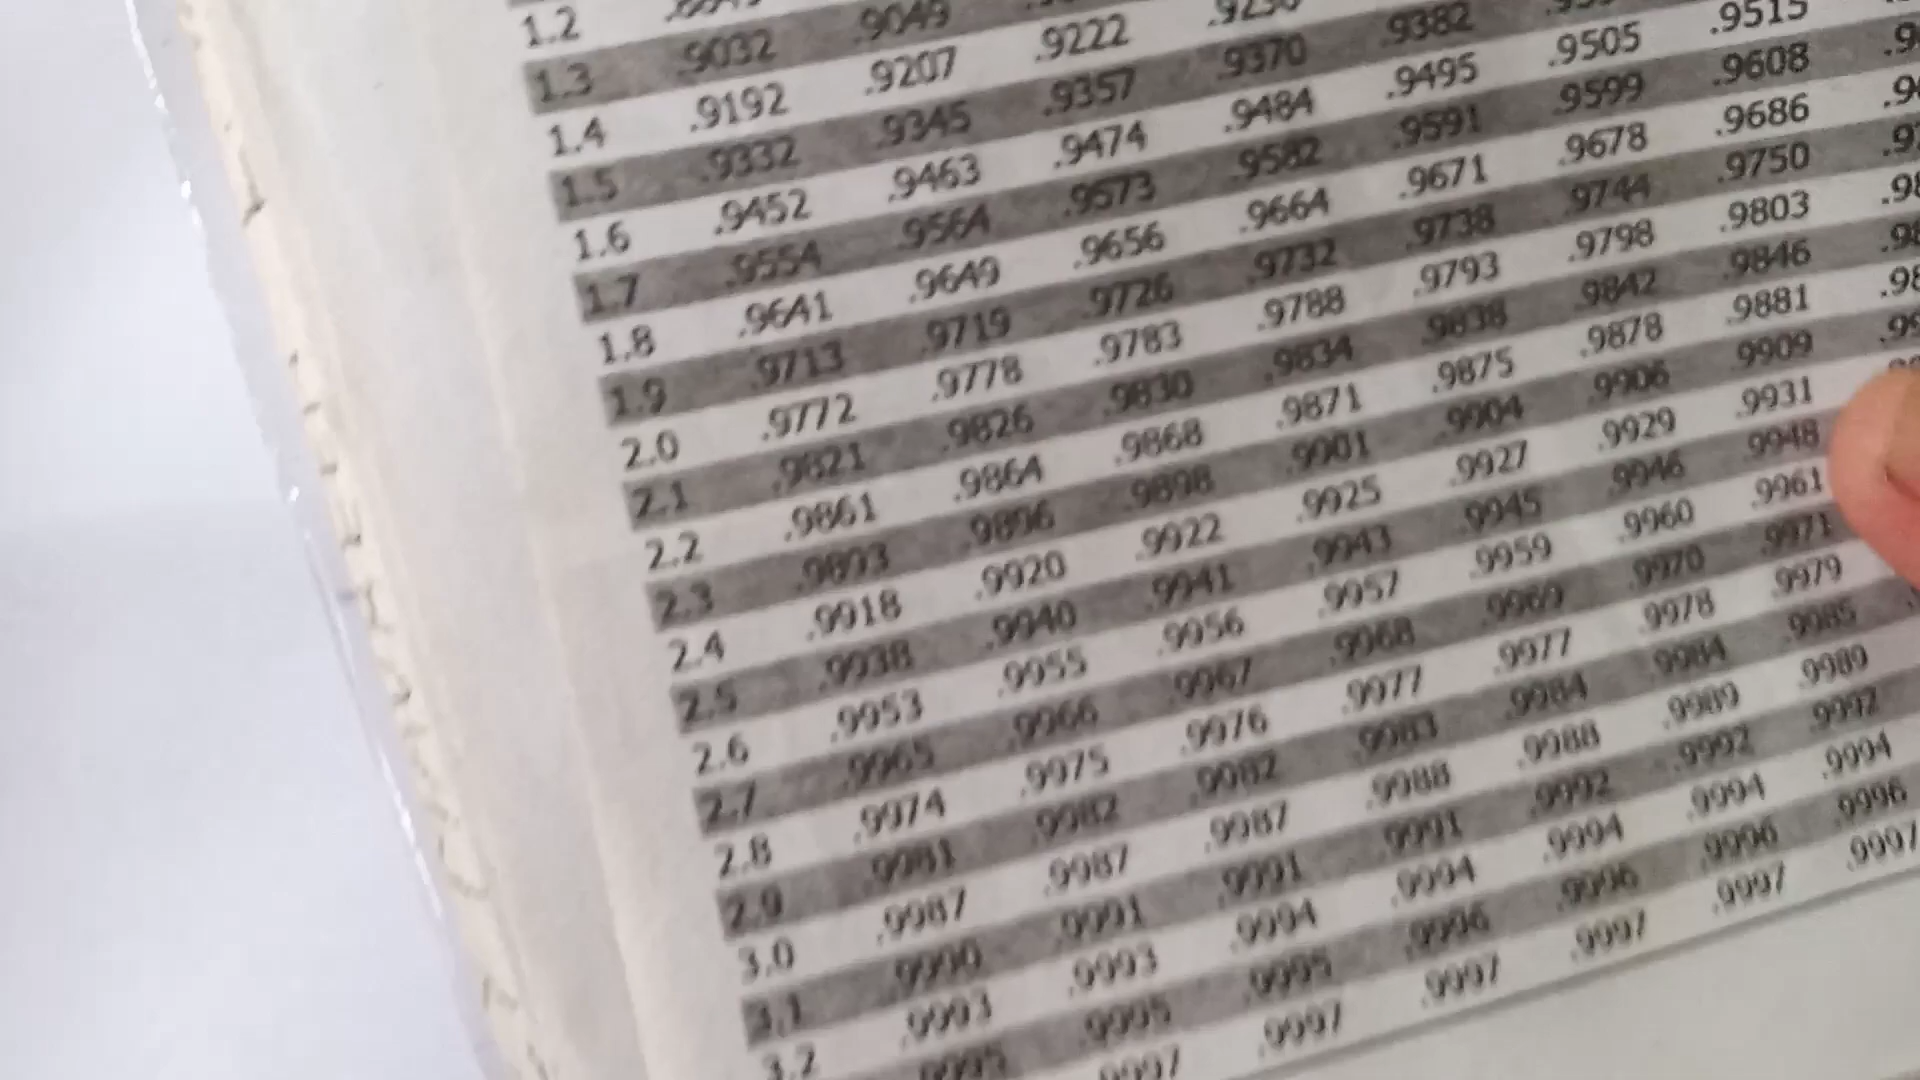 1.2
1.3 .9032 .9049
1.4 .9192 .9207 .9222
1.5 .9332 .9345 .9357 .9370 .9382
1.6 .9452 .9463 .9474 .9484 .9495 .9505 .9515
1.7 .9554 .9564 .9573 .9582 .9591 .9599 .9608
1.8 .9641 .9649 .9656 .9664 .9671 .9678 .9686
1.9 .9713 .9719 .9726 .9732 .9738 .9744 .9750
2.0 .9772 .9778 .9783 .9788 .9793 .9798 .9803
2.1 .9821 .9826 .9830 .9834 .9838 .9842 .9846
2.2 .9861 .9864 .9868 .9871 .9875 .9878 .9881
2.3 .9893 .9896 .9898 .9901 .9904 .9906 .9909
2.4 .9918 .9920 .9922 .9925 .9927 .9929 .9931
2.5 .9938 .9940 .9941 .9943 .9945 .9946 .9948
2.6 .9953 .9955 .9956 .9957 .9959 .9960 .9961
2.7 .9965 .9966 .9967 .9968 .9969 .9970 .9971
2.8 .9974 .9975 .9976 .9977 .9977 .9978 .9979
2.9 .9981 .9982 .9982 .9983 .9984 .9984 .9985
3.0 .9987 .9987 .9987 .9988 .9988 .9989 .9989
3.1 .9990 .9991 .9991 .9991 .9992 .9992 .9992
3.2 .9993 .9993 .9994 .9994 .9994 .9994 .9994
.9995 .9995 .9995 .9996 .9996 .9996 .9996
.9997 .9997 .9997 .9997 .9997 .9997